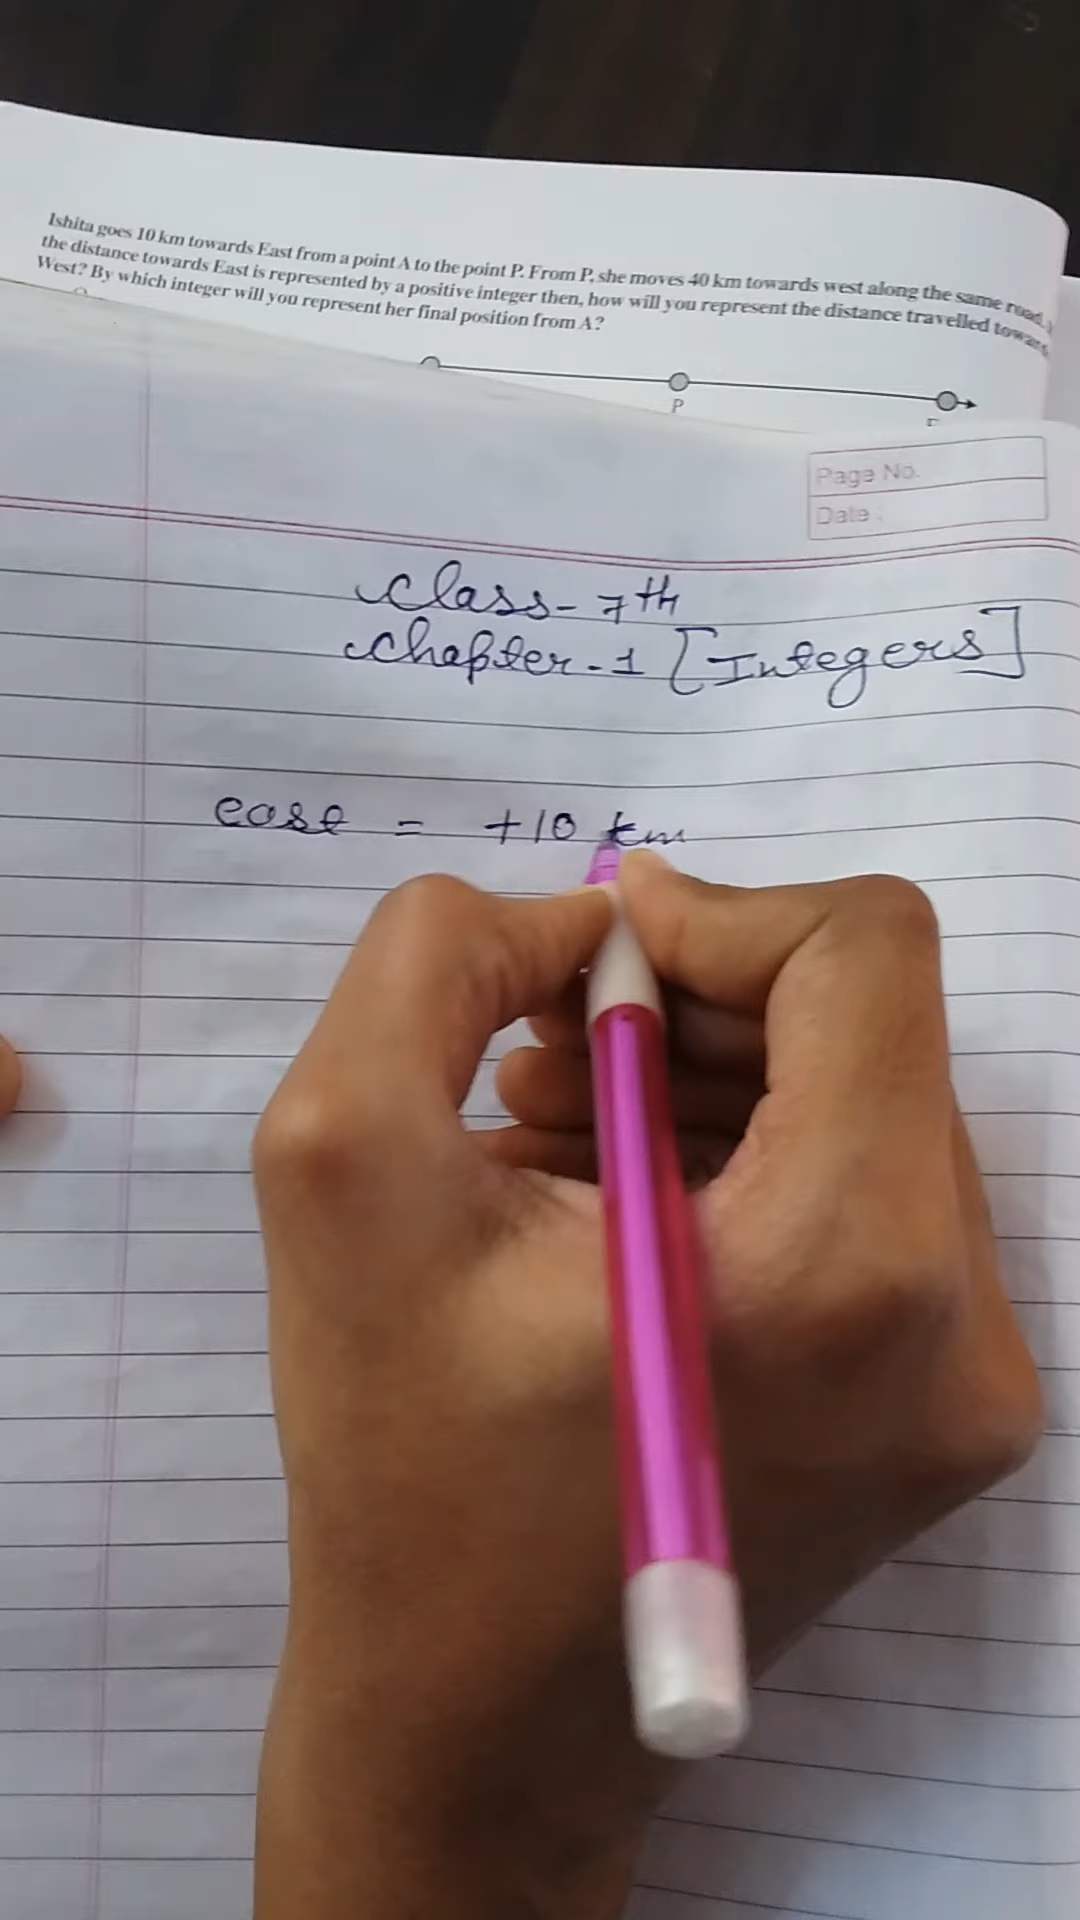 Ishita goes 10 km towards East from a point A to the point P. From P, she moves 40 km towards west along the same road.
the distance towards East is represented by a positive integer then, how will you represent the distance travelled
West? By which integer will you represent her final position from A?
P
Page No.
Date :
Class - 7th
Chapter - 1 [Integers]
east = +10 km